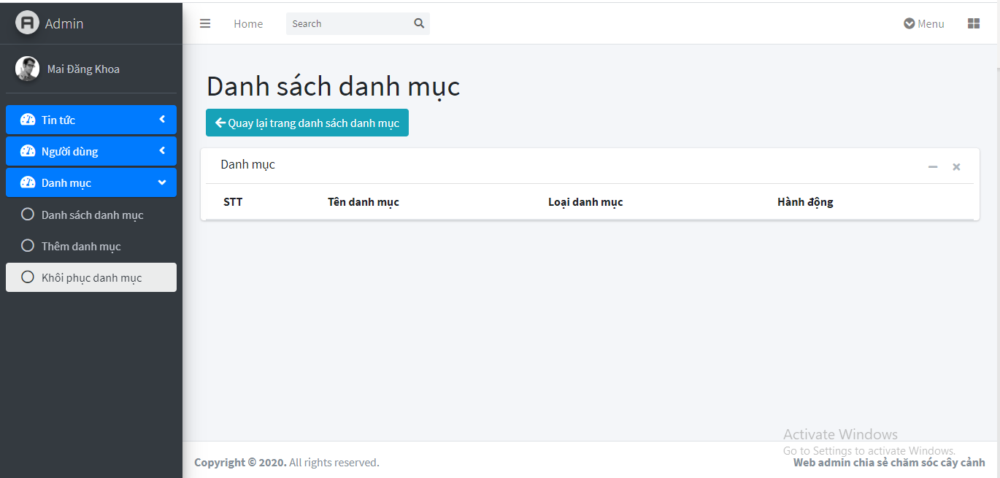 Admin
Mai Đăng Khoa
Tin tức
Người dùng
Danh mục
Danh sách danh mục
Thêm danh mục
Khôi phục danh mục
Home
Search
Menu
Danh sách danh mục
Quay lại trang danh sách danh mục
Danh mục
STT Tên danh mục Loại danh mục Hành động
Activate Windows
Go to Settings to activate Windows.
Copyright © 2020. All rights reserved.
Web admin chia sẻ chăm sóc cây cảnh